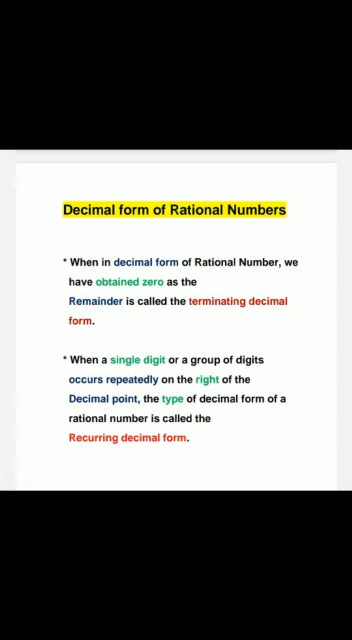 Decimal form of Rational Numbers
* When in decimal form of Rational Number, we
have obtained zero as the
Remainder is called the terminating decimal
form.
* When a single digit or a group of digits
occurs repeatedly on the right of the
Decimal point, the type of decimal form of a
rational number is called the
Recurring decimal form.